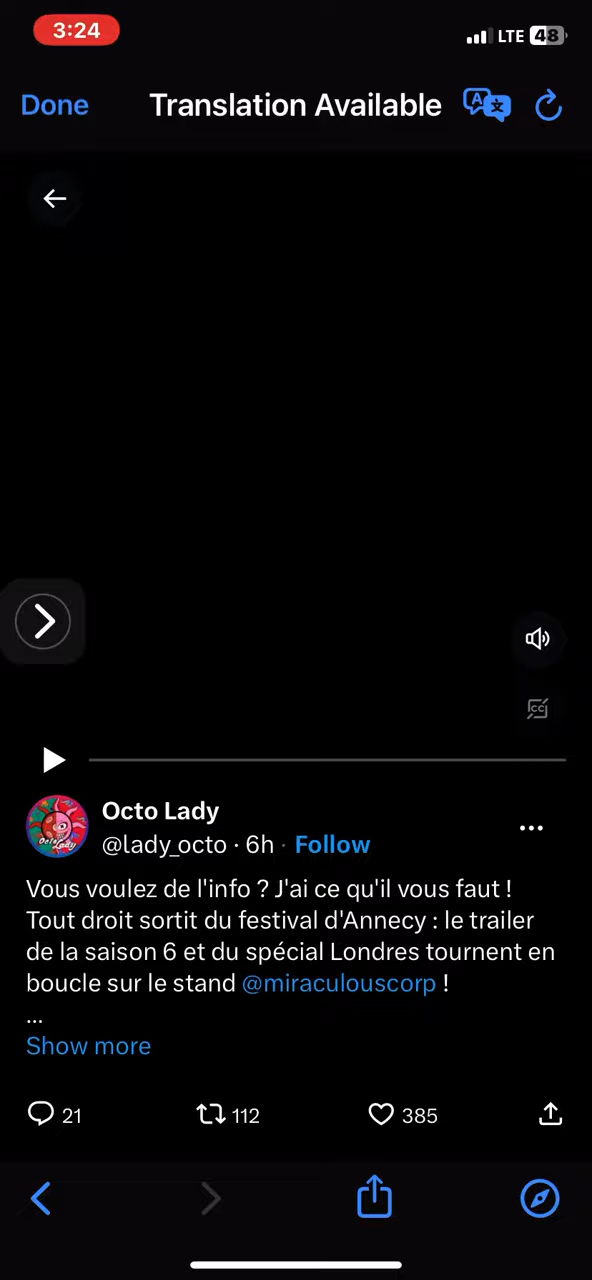 3:24
LTE 48
Done
Translation Available
CC
Octo Lady
@lady_octo · 6h · Follow
Vous voulez de l'info ? J'ai ce qu'il vous faut !
Tout droit sortit du festival d'Annecy : le trailer
de la saison 6 et du spécial Londres tournent en
boucle sur le stand @miraculouscorp !
...
Show more
21
112
385